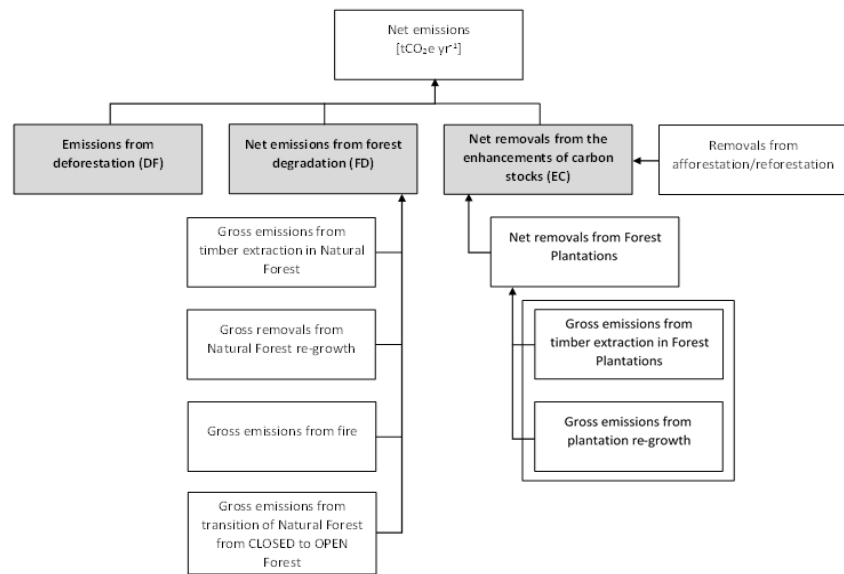 Net emissions
[tCO₂e yr⁻¹]
Emissions from
deforestation (DF)
Net emissions from forest
degradation (FD)
Net removals from the
enhancements of carbon
stocks (EC)
Removals from
afforestation/reforestation
Gross emissions from
timber extraction in Natural
Forest
Net removals from Forest
Plantations
Gross removals from
Natural Forest re-growth
Gross emissions from
timber extraction in Forest
Plantations
Gross emissions from fire
Gross emissions from
plantation re-growth
Gross emissions from
transition of Natural Forest
from CLOSED to OPEN
Forest